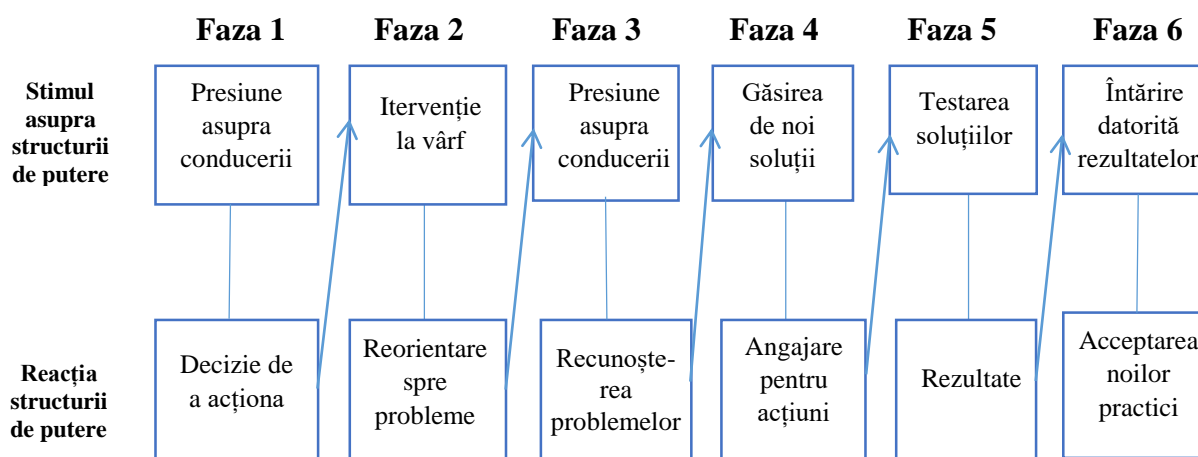 Faza 1
Faza 2
Faza 3
Faza 4
Faza 5
Faza 6
Stimul
asupra
structurii
de putere
Presiune
asupra
conducerii
Itervenție
la vârf
Presiune
asupra
conducerii
Găsirea
de noi
soluții
Testarea
soluțiilor
Întărire
datorită
rezultatelor
Reacția
structurii
de putere
Decizie de
a acționa
Reorientare
spre
probleme
Recunoște-
rea
problemelor
Angajare
pentru
acțiuni
Rezultate
Acceptarea
noilor
practici